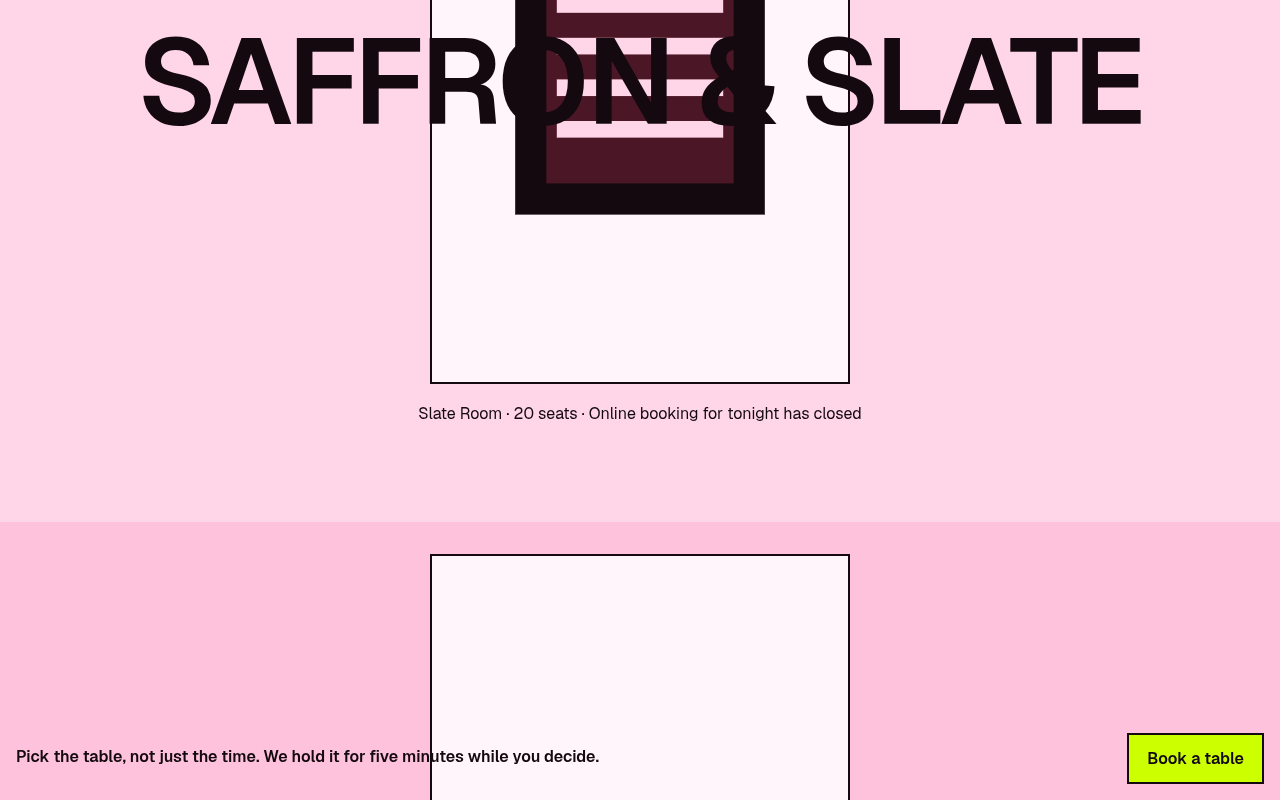 SAFFRON & SLATE
Slate Room · 20 seats · Online booking for tonight has closed
Pick the table, not just the time. We hold it for five minutes while you decide.
Book a table